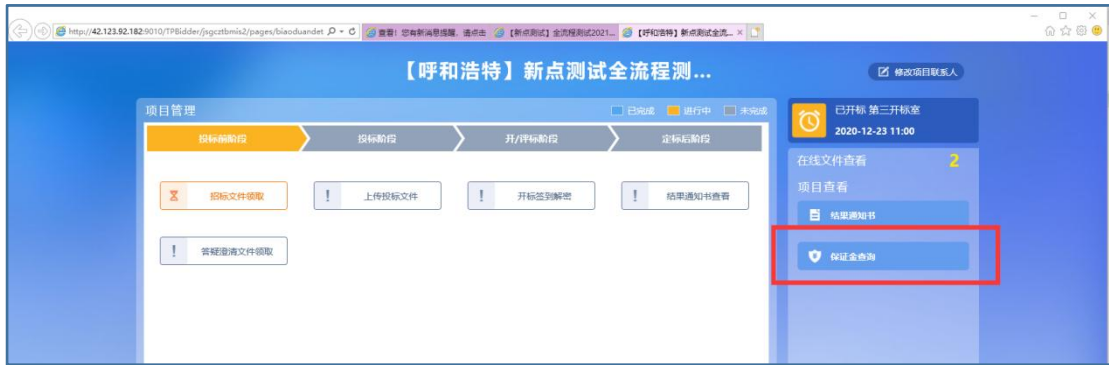 http://42.123.92.182:9010/TPBidder/jsgcztbmis2/pages/biaoduandet
查看！您有新消息提醒，请点击
【新点测试】全流程测试2021...
【呼和浩特】新点测试全流...
【呼和浩特】新点测试全流程测...
修改项目联系人
项目管理
已完成 进行中 未完成
投标前阶段 投标阶段 开/评标阶段 定标后阶段
招标文件领取 上传投标文件 开标签到解密 结果通知书查看
答疑澄清文件领取
已开标 第三开标室
2020-12-23 11:00
在线文件查看 2
项目查看
结果通知书
保证金查询